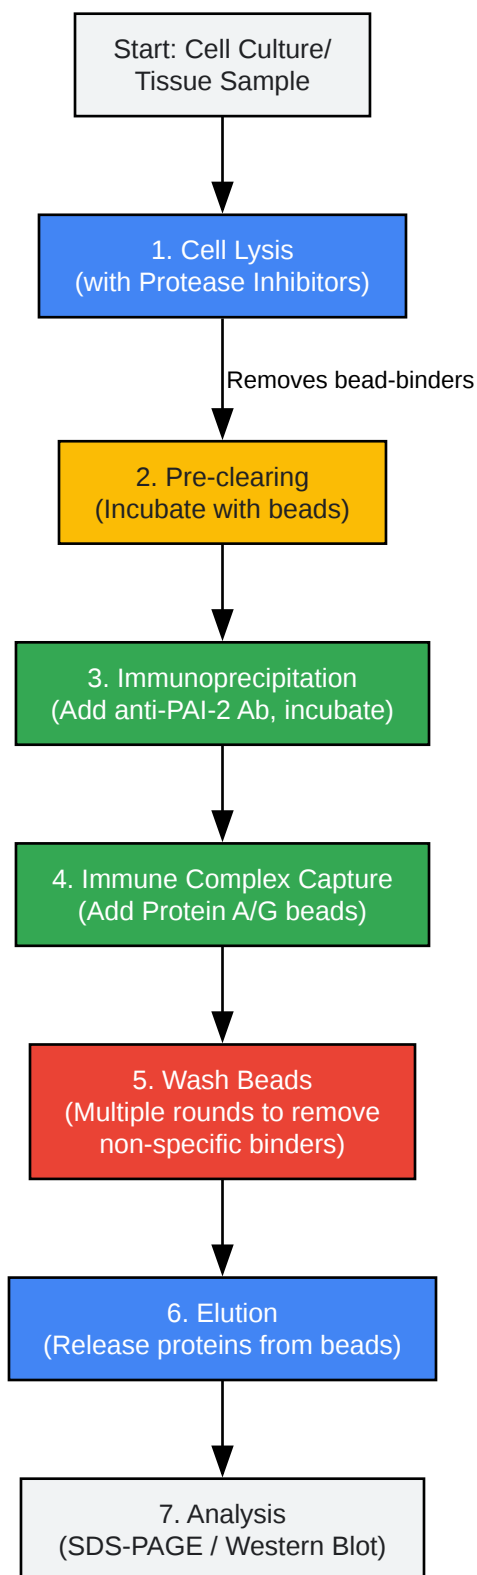 Start: Cell Culture/
Tissue Sample
1. Cell Lysis
(with Protease Inhibitors)
Removes bead-binders
2. Pre-clearing
(Incubate with beads)
3. Immunoprecipitation
(Add anti-PAI-2 Ab, incubate)
4. Immune Complex Capture
(Add Protein A/G beads)
5. Wash Beads
(Multiple rounds to remove
non-specific binders)
6. Elution
(Release proteins from beads)
7. Analysis
(SDS-PAGE / Western Blot)